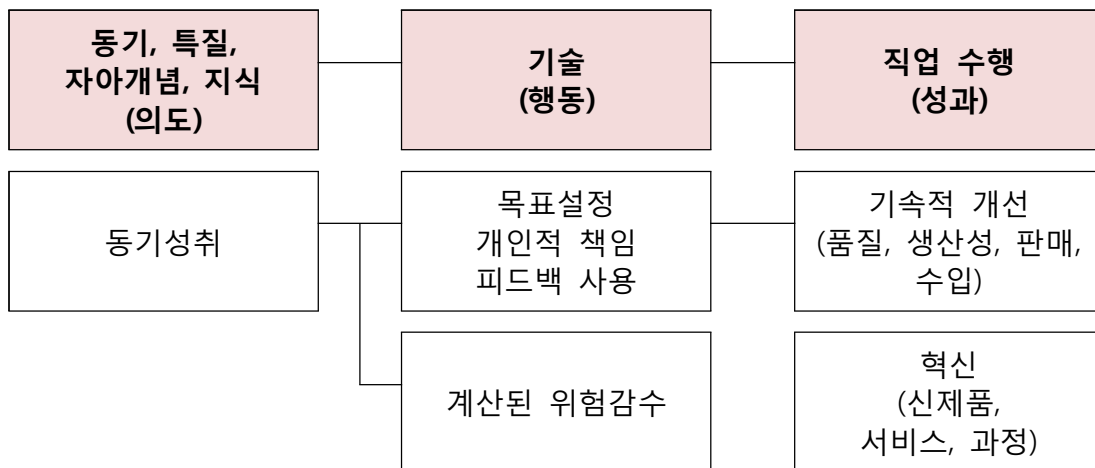 동기, 특질,
자아개념, 지식
(의도)
기술
(행동)
직업 수행
(성과)
동기성취
목표설정
개인적 책임
피드백 사용
기속적 개선
(품질, 생산성, 판매,
수입)
계산된 위험감수
혁신
(신제품,
서비스, 과정)